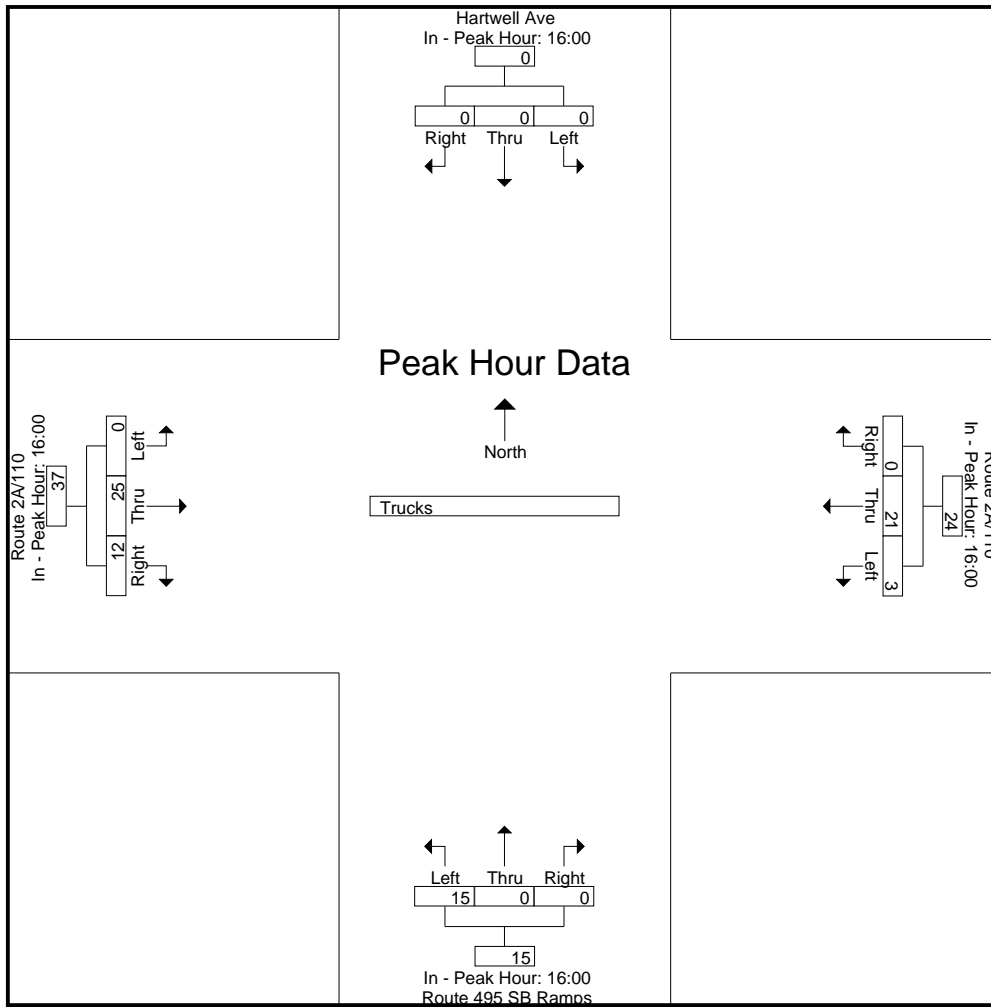 Hartwell Ave
In - Peak Hour: 16:00
0
0 0 0
Right Thru Left
Peak Hour Data
North
Trucks
Route 2A/110
In - Peak Hour: 16:00
37
0 25 12
Left Thru Right
Right Thru Left
0 21 3
24
In - Peak Hour: 16:00
Route 2A/110
Left Thru Right
15 0 0
15
In - Peak Hour: 16:00
Route 495 SB Ramps